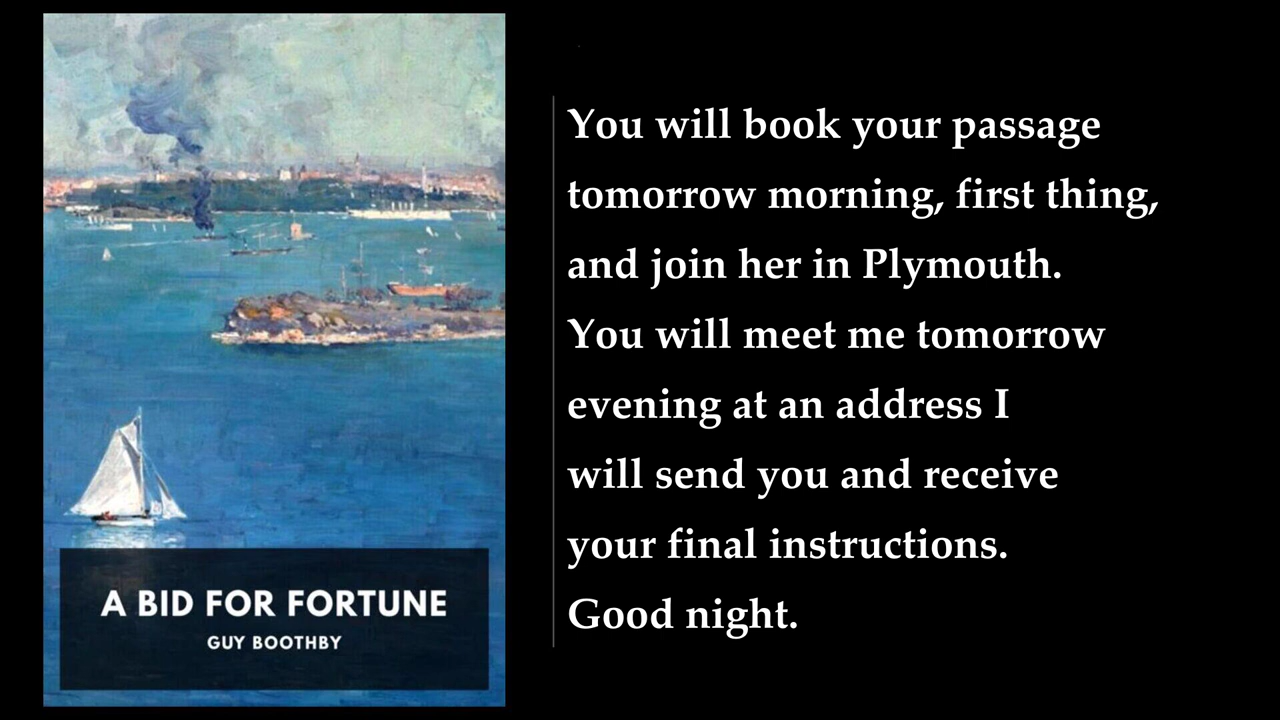 A BID FOR FORTUNE
GUY BOOTHBY
You will book your passage
tomorrow morning, first thing,
and join her in Plymouth.
You will meet me tomorrow
evening at an address I
will send you and receive
your final instructions.
Good night.